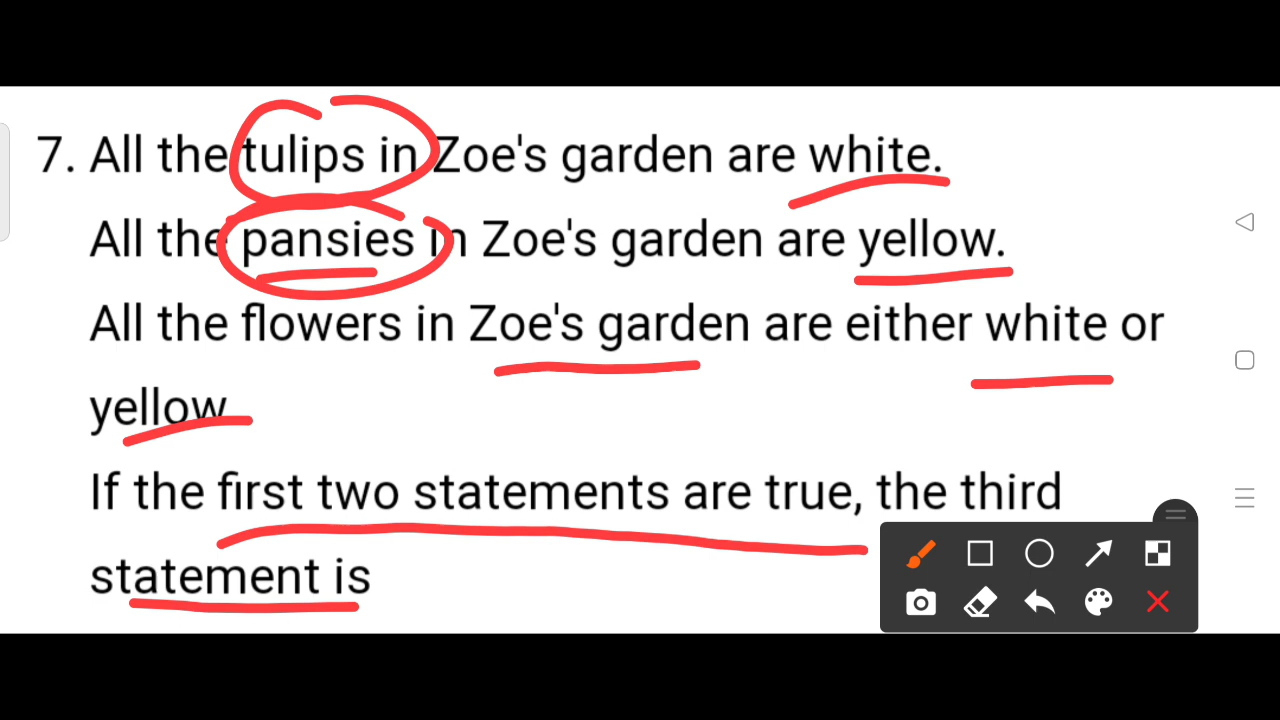 7. All the tulips in Zoe's garden are white.
All the pansies in Zoe's garden are yellow.
All the flowers in Zoe's garden are either white or
yellow
If the first two statements are true, the third
statement is